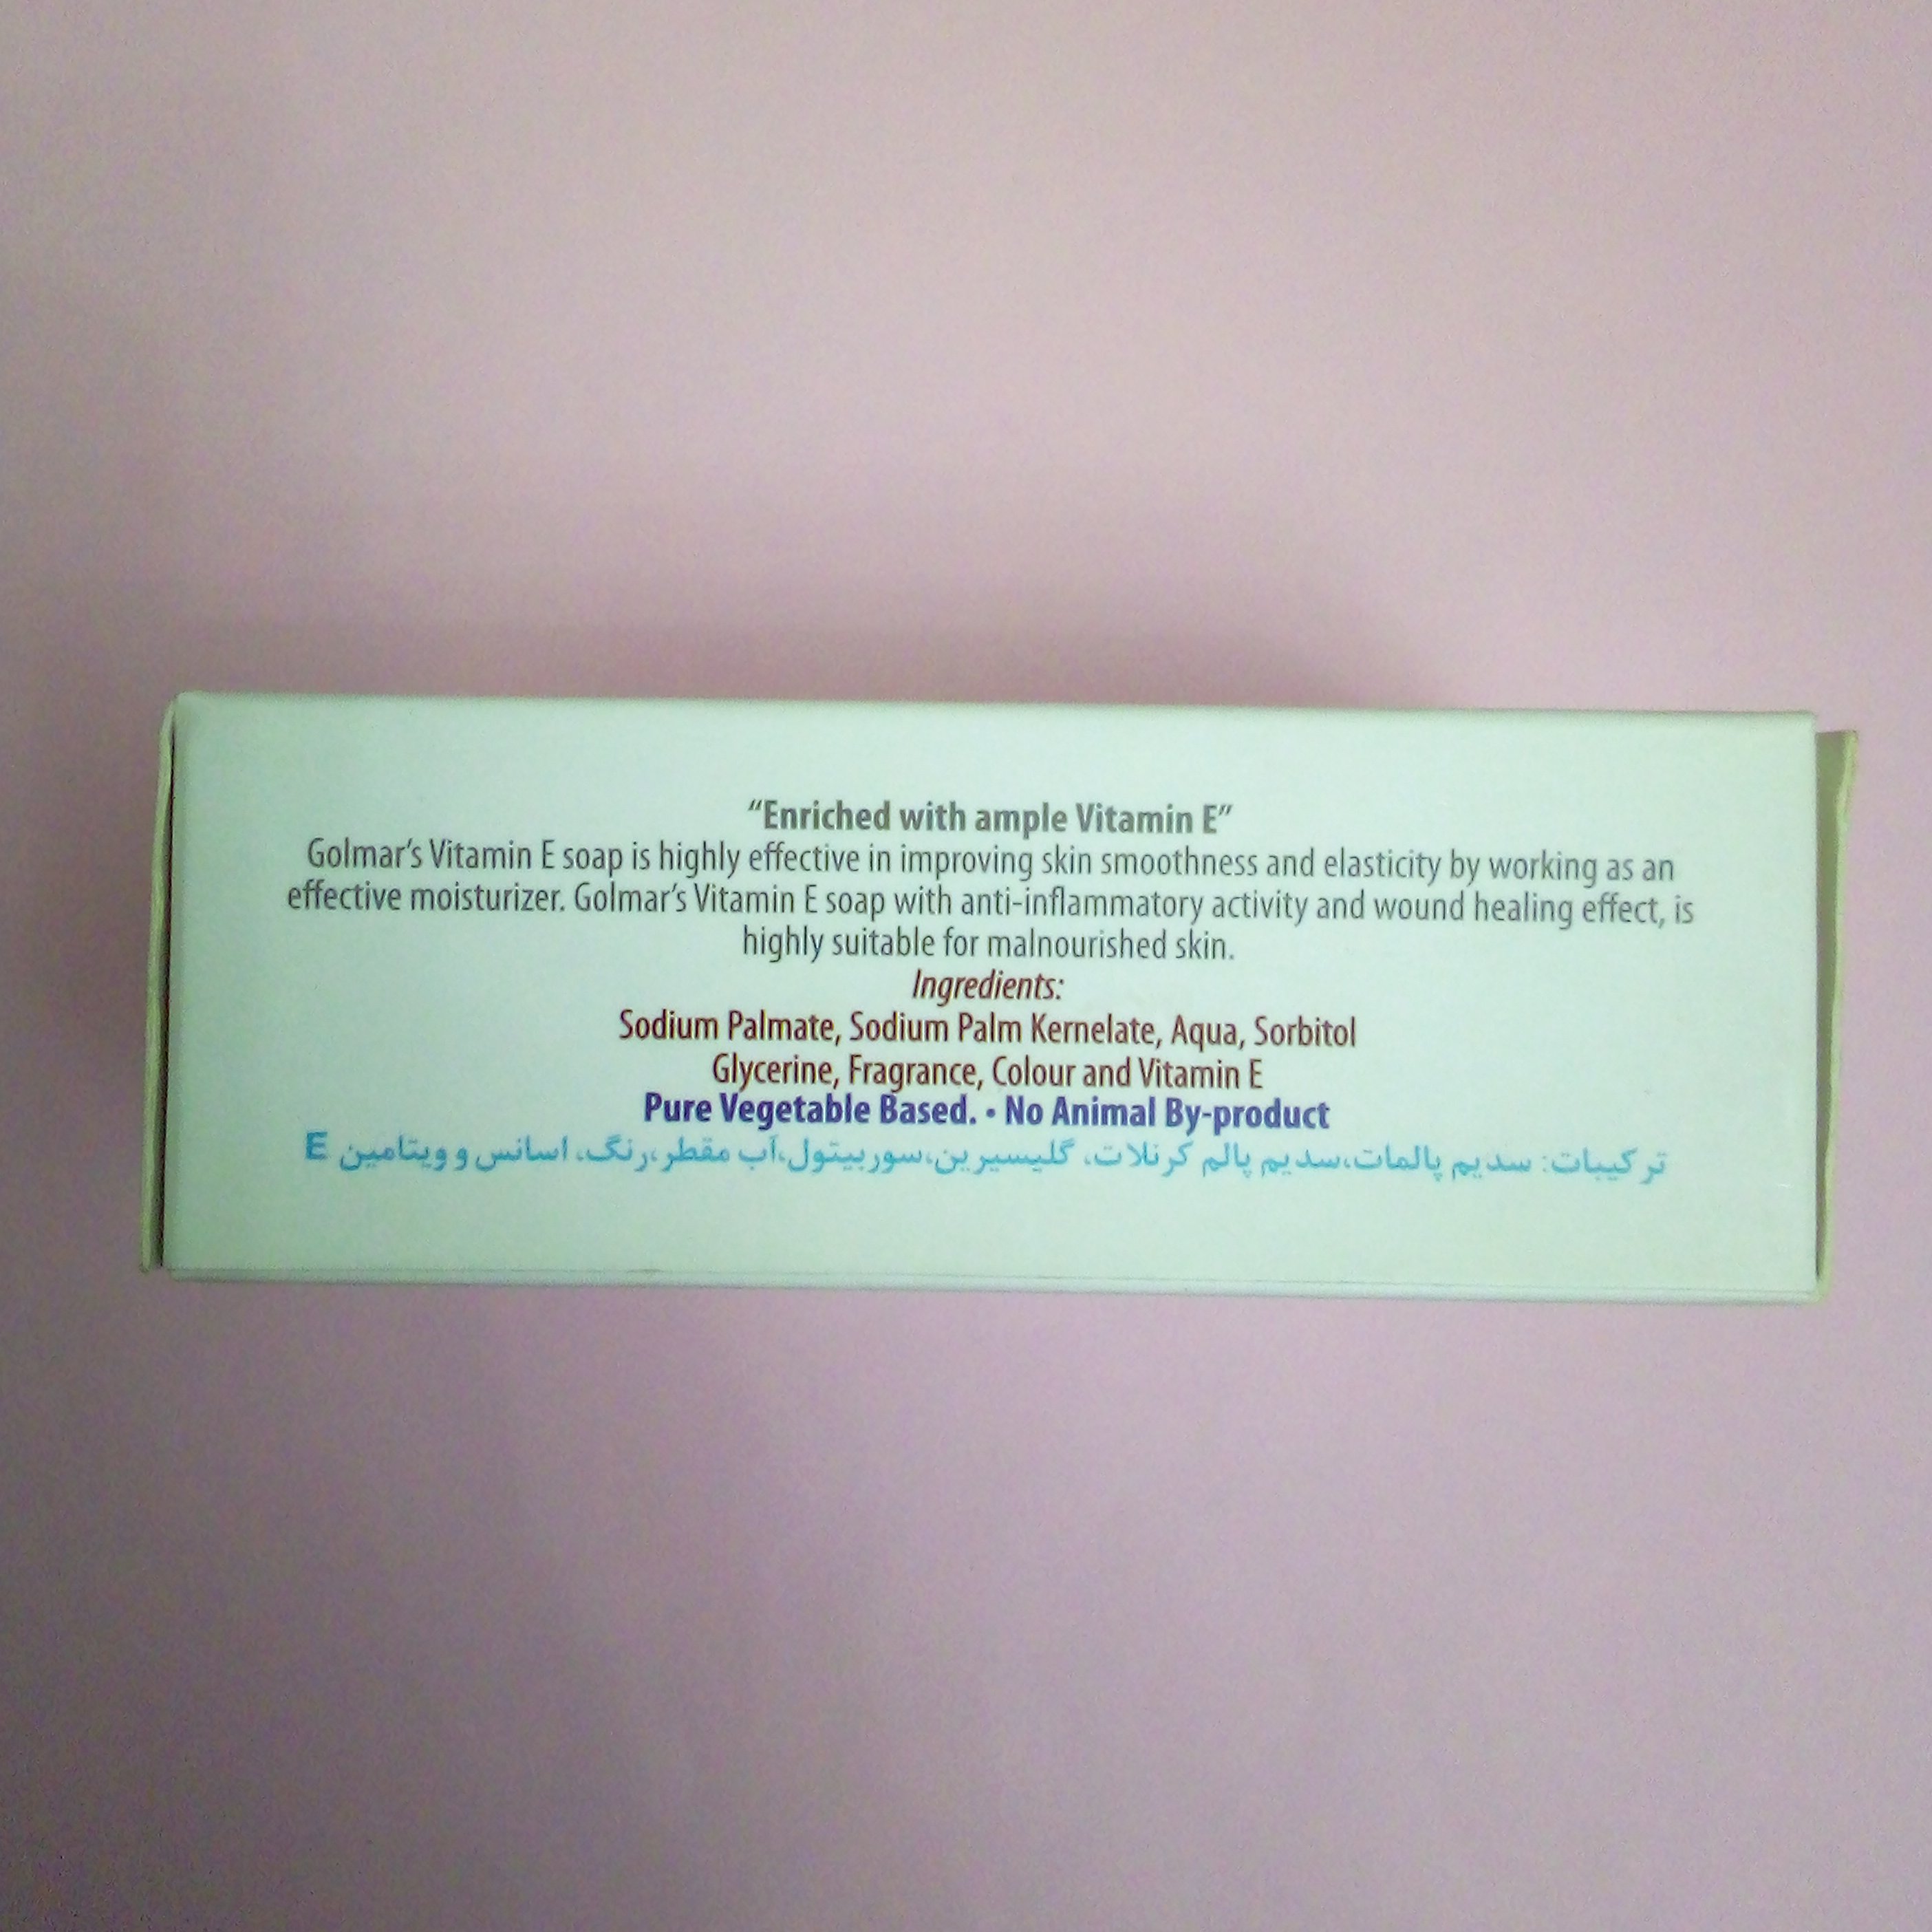 “Enriched with ample Vitamin E”
Golmar’s Vitamin E soap is highly effective in improving skin smoothness and elasticity by working as an
effective moisturizer. Golmar’s Vitamin E soap with anti-inflammatory activity and wound healing effect, is
highly suitable for malnourished skin.
Ingredients:
Sodium Palmate, Sodium Palm Kernelate, Aqua, Sorbitol
Glycerine, Fragrance, Colour and Vitamin E
Pure Vegetable Based. • No Animal By-product
ترکیبات: سدیم پالمات،سدیم پالم کرنلات، گلیسیرین،سوربیتول،آب مقطر،رنگ، اسانس و ویتامین E